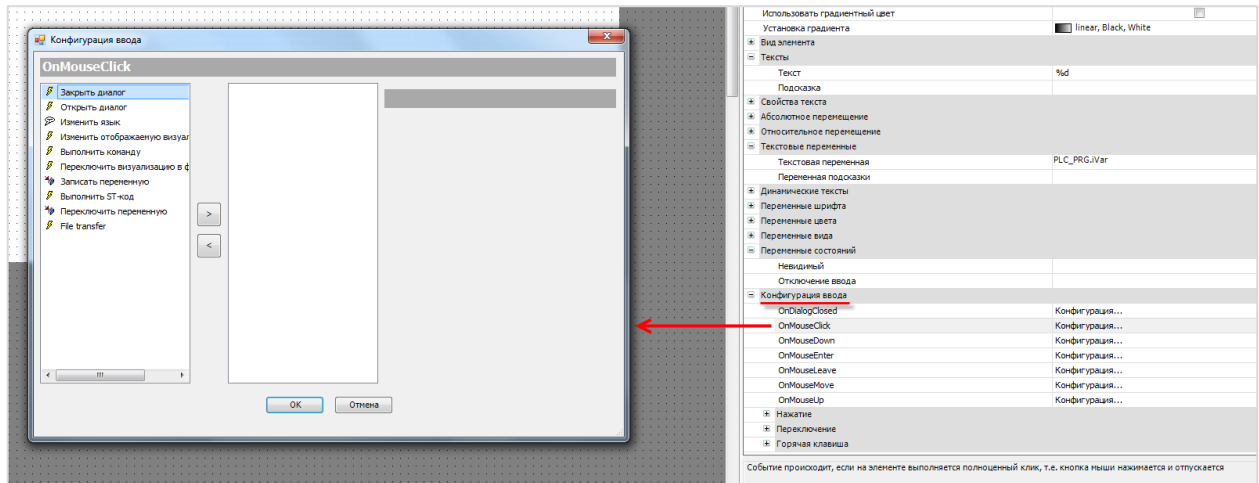 Конфигурация ввода
OnMouseClick
Закрыть диалог
Открыть диалог
Изменить язык
Изменить отображаемую визуал
Выполнить команду
Переключить визуализацию в ф
Записать переменную
Выполнить ST-код
Переключить переменную
File transfer
>
<
OK
Отмена
Использовать градиентный цвет
Установка градиента linear, Black, White
Вид элемента
Тексты
Текст %d
Подсказка
Свойства текста
Абсолютное перемещение
Относительное перемещение
Текстовые переменные
Текстовая переменная PLC_PRG.iVar
Переменная подсказки
Динамические тексты
Переменные шрифта
Переменные цвета
Переменные вида
Переменные состояний
Невидимый
Отключение ввода
Конфигурация ввода
OnDialogClosed Конфигурация...
OnMouseClick Конфигурация...
OnMouseDown Конфигурация...
OnMouseEnter Конфигурация...
OnMouseLeave Конфигурация...
OnMouseMove Конфигурация...
OnMouseUp Конфигурация...
Нажатие
Переключение
Горячая клавиша
Событие происходит, если на элементе выполняется полноценный клик, т.е. кнопка мыши нажимается и отпускается